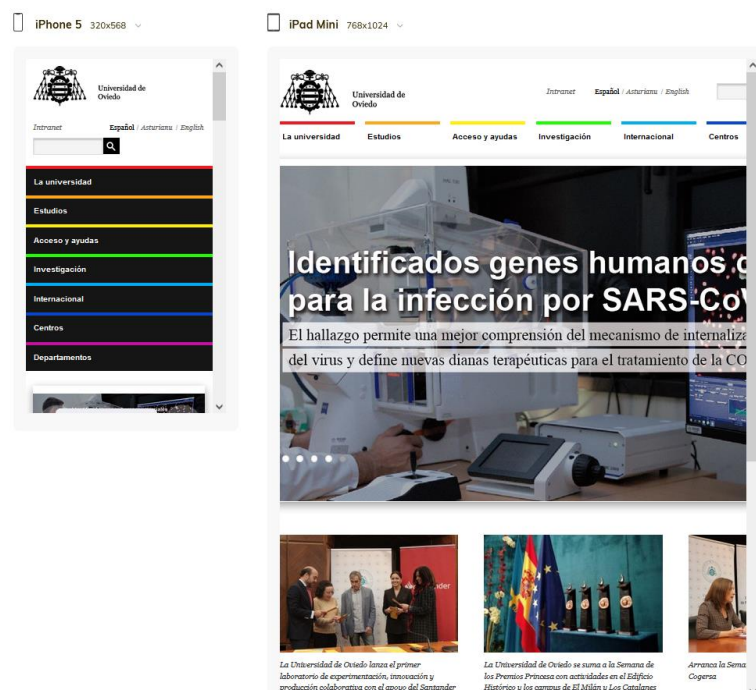 iPhone 5 320x568
Universidad de
Oviedo
Intranet Español / Asturianu / English
La universidad
Estudios
Acceso y ayudas
Investigación
Internacional
Centros
Departamentos
iPad Mini 768x1024
Universidad de
Oviedo
Intranet Español / Asturianu / English
La universidad Estudios Acceso y ayudas Investigación Internacional Centros
Identificados genes humanos
para la infección por SARS-CoV
El hallazgo permite una mejor comprensión del mecanismo de internaliza
del virus y define nuevas dianas terapéuticas para el tratamiento de la CO
La Universidad de Oviedo lanza el primer
laboratorio de experimentación, innovación y
producción colaborativa con el apoyo del Santander
La Universidad de Oviedo se suma a la Semana de
los Premios Princesa con actividades en el Edificio
Histórico y los campus de El Milán y Los Catalanes
Arranca la Sema
Cogersa